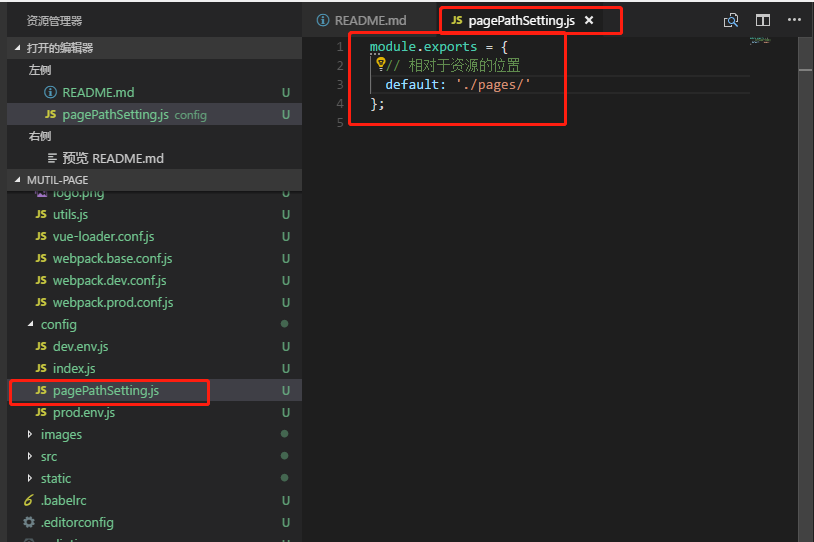 资源管理器
打开的编辑器
左侧
README.md U
JS pagePathSetting.js config U
右侧
预览 README.md
MUTIL-PAGE
logo.png U
JS utils.js U
JS vue-loader.conf.js U
JS webpack.base.conf.js U
JS webpack.dev.conf.js U
JS webpack.prod.conf.js U
config
JS dev.env.js U
JS index.js U
JS pagePathSetting.js U
JS prod.env.js U
images
src
static
.babelrc U
.editorconfig U
README.md
JS pagePathSetting.js ×
1 module.exports = {
2 // 相对于资源的位置
3 default: './pages/'
4 };
5